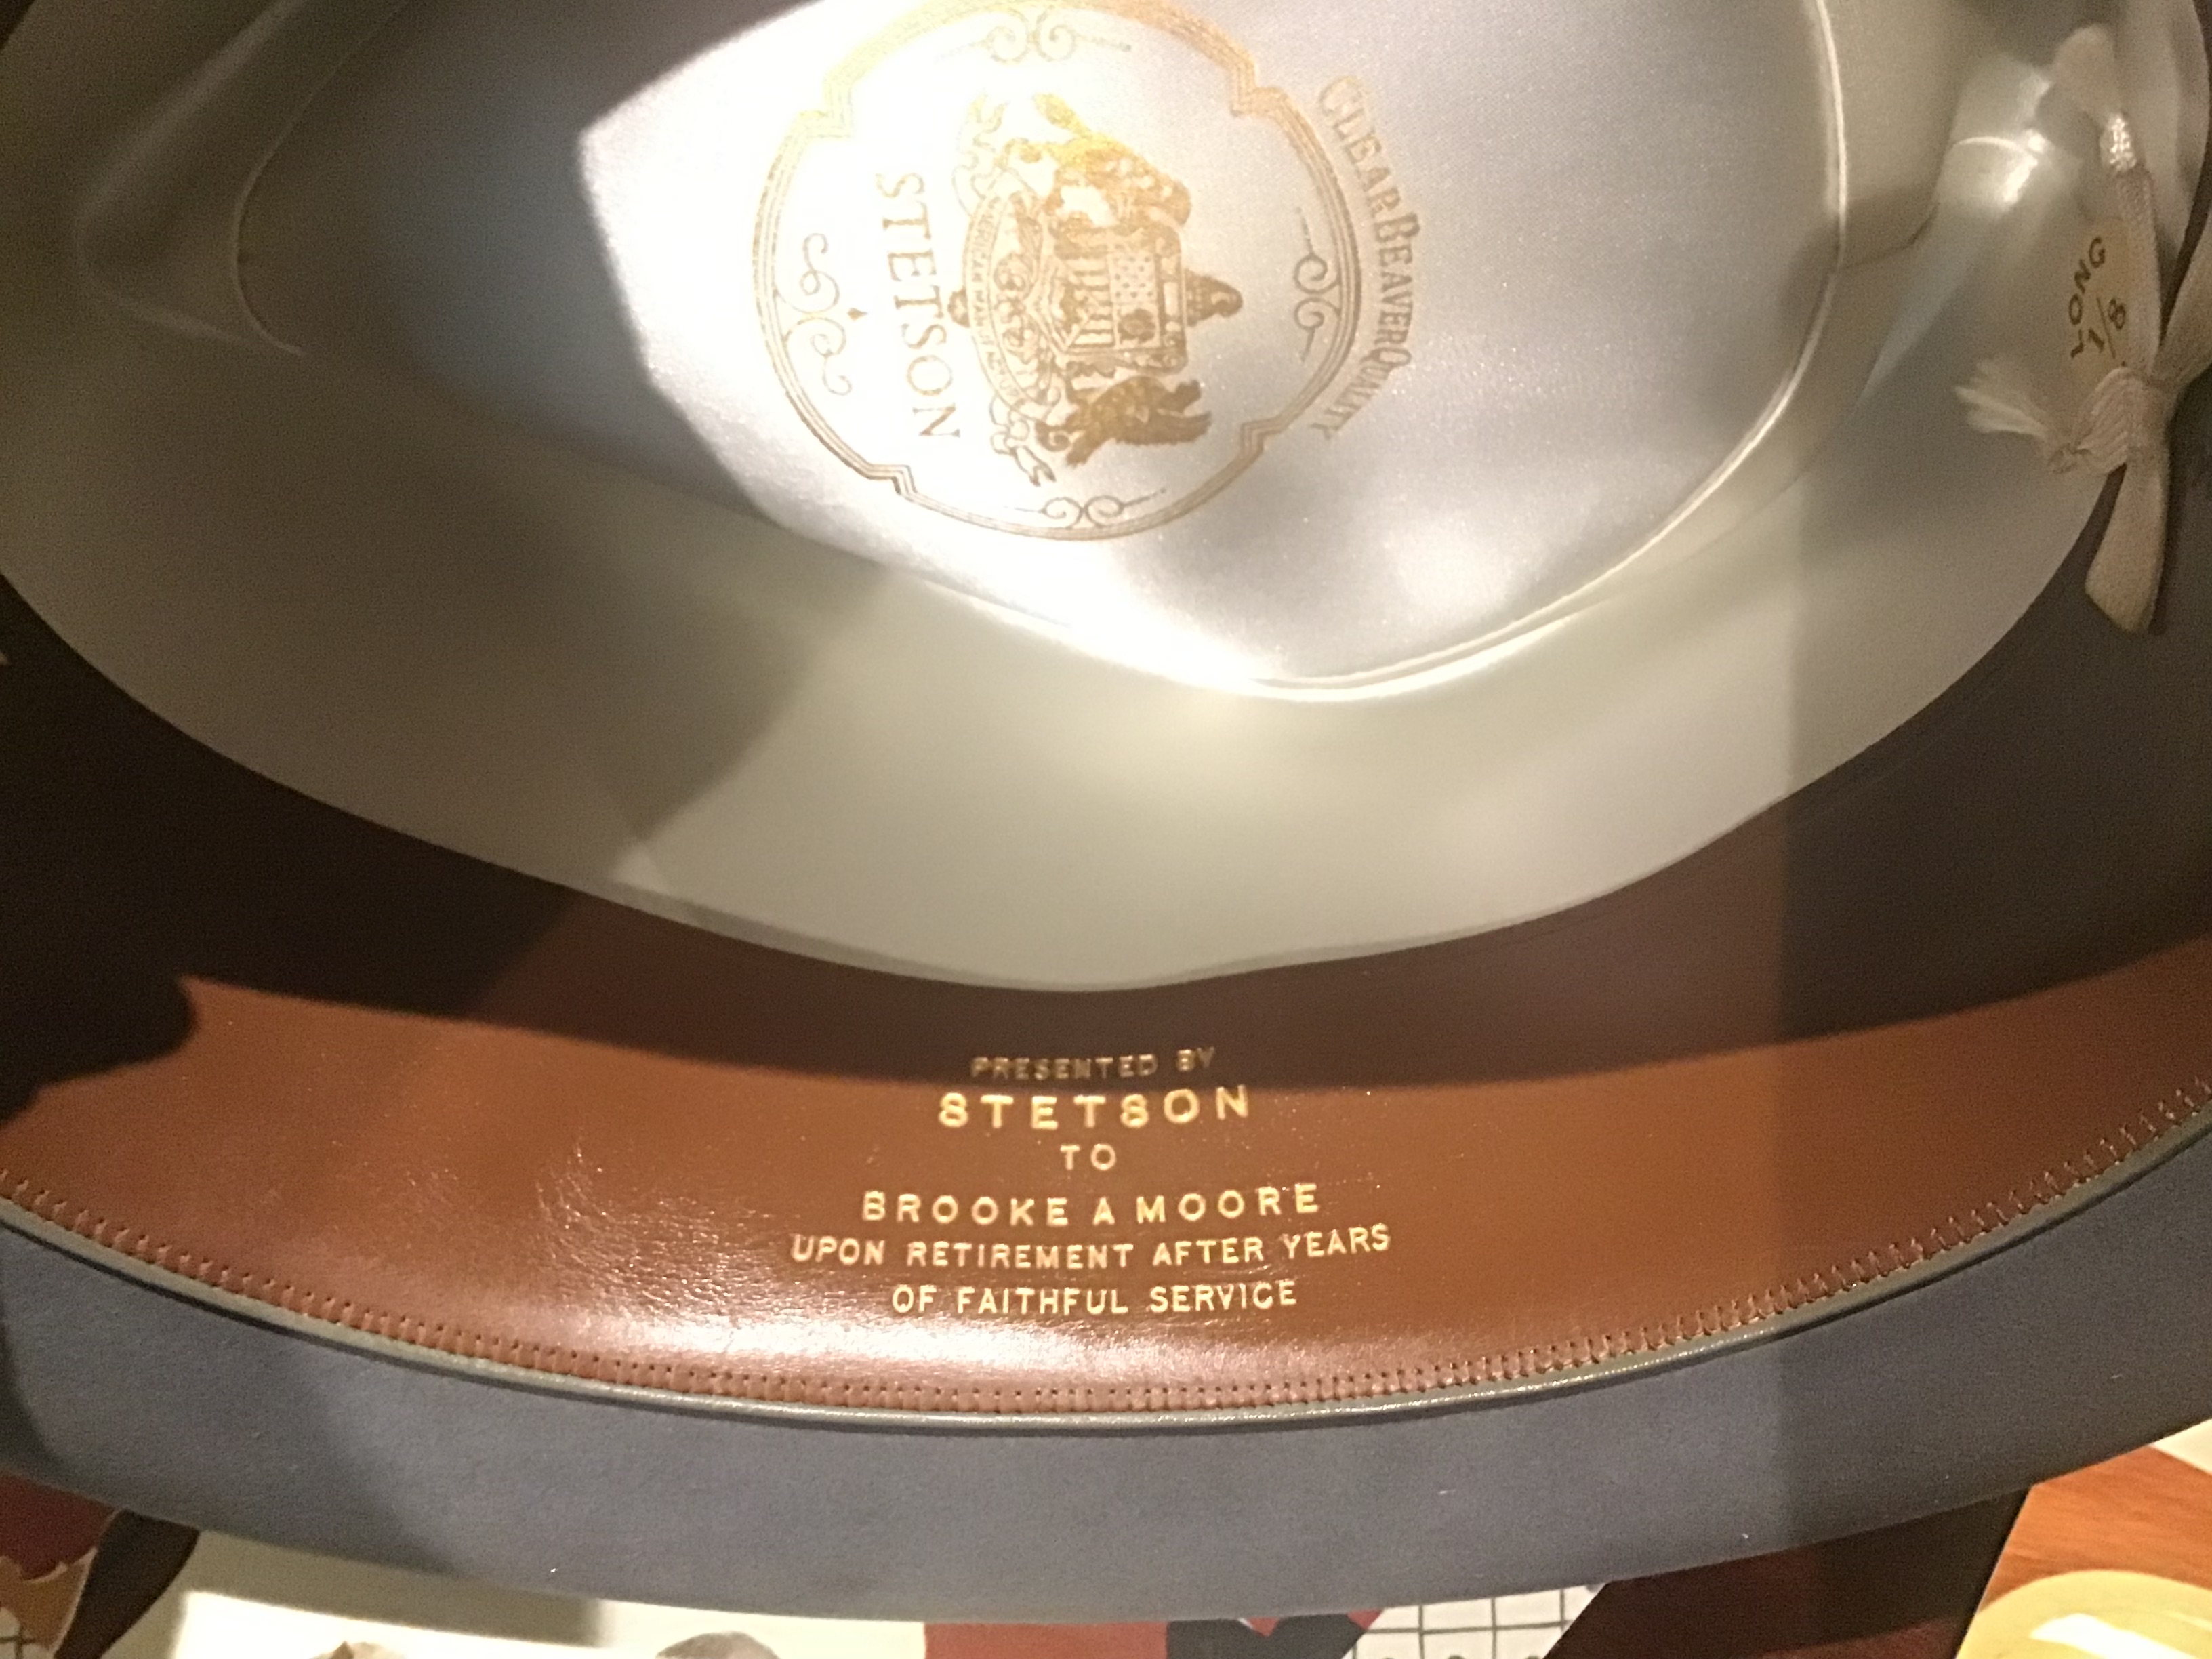 STETSON
CLEAR BEAVER QUALITY
LONG
1/8
PRESENTED BY
STETSON
TO
BROOKE A MOORE
UPON RETIREMENT AFTER YEARS
OF FAITHFUL SERVICE